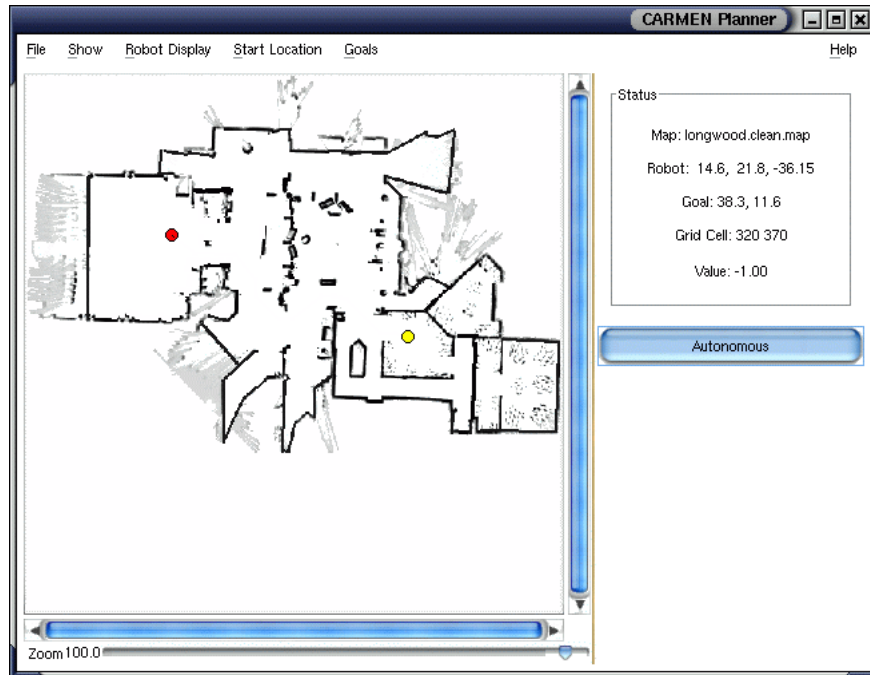 CARMEN Planner
File Show Robot Display Start Location Goals Help
Status
Map: longwood.clean.map
Robot: 14.6, 21.8, -36.15
Goal: 38.3, 11.6
Grid Cell: 320 370
Value: -1.00
Autonomous
Zoom 100.0